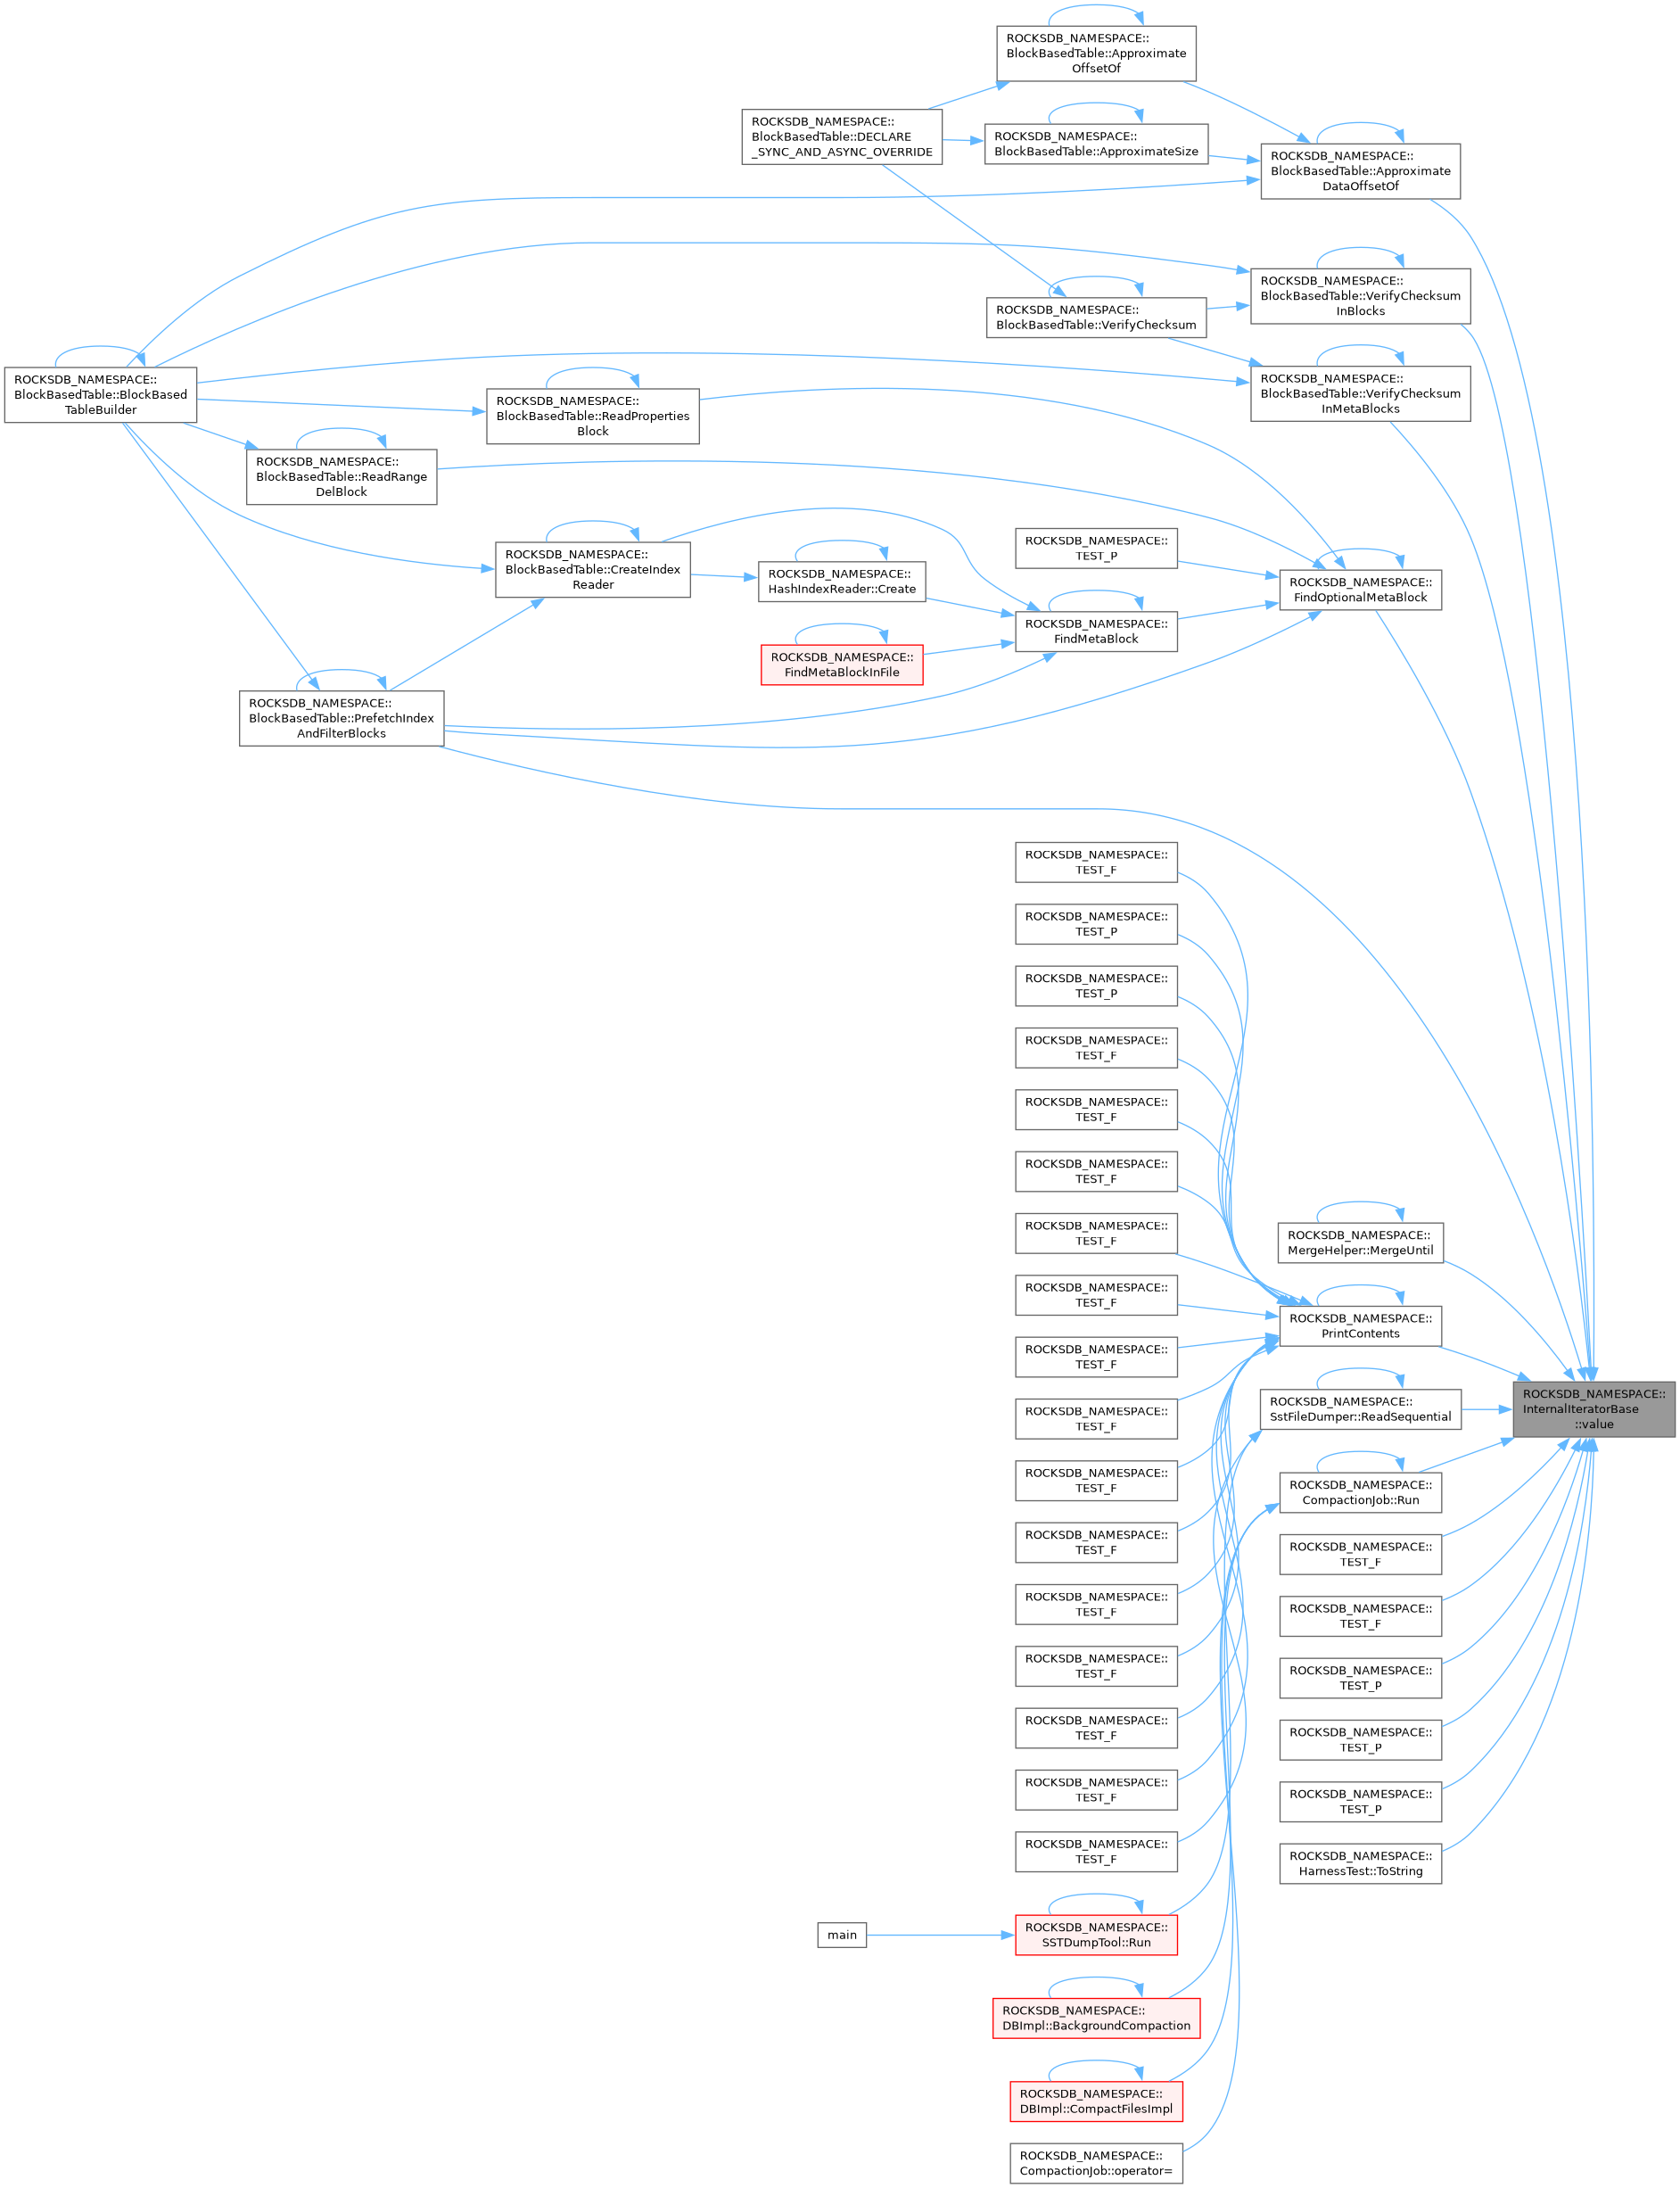 ROCKSDB_NAMESPACE::
BlockBasedTable::Approximate
OffsetOf
ROCKSDB_NAMESPACE::
BlockBasedTable::DECLARE
_SYNC_AND_ASYNC_OVERRIDE
ROCKSDB_NAMESPACE::
BlockBasedTable::ApproximateSize
ROCKSDB_NAMESPACE::
BlockBasedTable::Approximate
DataOffsetOf
ROCKSDB_NAMESPACE::
BlockBasedTable::VerifyChecksum
InBlocks
ROCKSDB_NAMESPACE::
BlockBasedTable::VerifyChecksum
ROCKSDB_NAMESPACE::
BlockBasedTable::BlockBased
TableBuilder
ROCKSDB_NAMESPACE::
BlockBasedTable::ReadProperties
Block
ROCKSDB_NAMESPACE::
BlockBasedTable::VerifyChecksum
InMetaBlocks
ROCKSDB_NAMESPACE::
BlockBasedTable::ReadRange
DelBlock
ROCKSDB_NAMESPACE::
TEST_P
ROCKSDB_NAMESPACE::
BlockBasedTable::CreateIndex
Reader
ROCKSDB_NAMESPACE::
HashIndexReader::Create
ROCKSDB_NAMESPACE::
FindOptionalMetaBlock
ROCKSDB_NAMESPACE::
FindMetaBlock
ROCKSDB_NAMESPACE::
FindMetaBlockInFile
ROCKSDB_NAMESPACE::
BlockBasedTable::PrefetchIndex
AndFilterBlocks
ROCKSDB_NAMESPACE::
TEST_F
ROCKSDB_NAMESPACE::
TEST_P
ROCKSDB_NAMESPACE::
TEST_P
ROCKSDB_NAMESPACE::
TEST_F
ROCKSDB_NAMESPACE::
TEST_F
ROCKSDB_NAMESPACE::
TEST_F
ROCKSDB_NAMESPACE::
TEST_F
ROCKSDB_NAMESPACE::
MergeHelper::MergeUntil
ROCKSDB_NAMESPACE::
TEST_F
ROCKSDB_NAMESPACE::
PrintContents
ROCKSDB_NAMESPACE::
TEST_F
ROCKSDB_NAMESPACE::
TEST_F
ROCKSDB_NAMESPACE::
SstFileDumper::ReadSequential
ROCKSDB_NAMESPACE::
InternalIteratorBase
::value
ROCKSDB_NAMESPACE::
TEST_F
ROCKSDB_NAMESPACE::
CompactionJob::Run
ROCKSDB_NAMESPACE::
TEST_F
ROCKSDB_NAMESPACE::
TEST_F
ROCKSDB_NAMESPACE::
TEST_F
ROCKSDB_NAMESPACE::
TEST_F
ROCKSDB_NAMESPACE::
TEST_F
ROCKSDB_NAMESPACE::
TEST_P
ROCKSDB_NAMESPACE::
TEST_F
ROCKSDB_NAMESPACE::
TEST_P
ROCKSDB_NAMESPACE::
TEST_F
ROCKSDB_NAMESPACE::
TEST_P
ROCKSDB_NAMESPACE::
TEST_F
ROCKSDB_NAMESPACE::
HarnessTest::ToString
main
ROCKSDB_NAMESPACE::
SSTDumpTool::Run
ROCKSDB_NAMESPACE::
DBImpl::BackgroundCompaction
ROCKSDB_NAMESPACE::
DBImpl::CompactFilesImpl
ROCKSDB_NAMESPACE::
CompactionJob::operator=